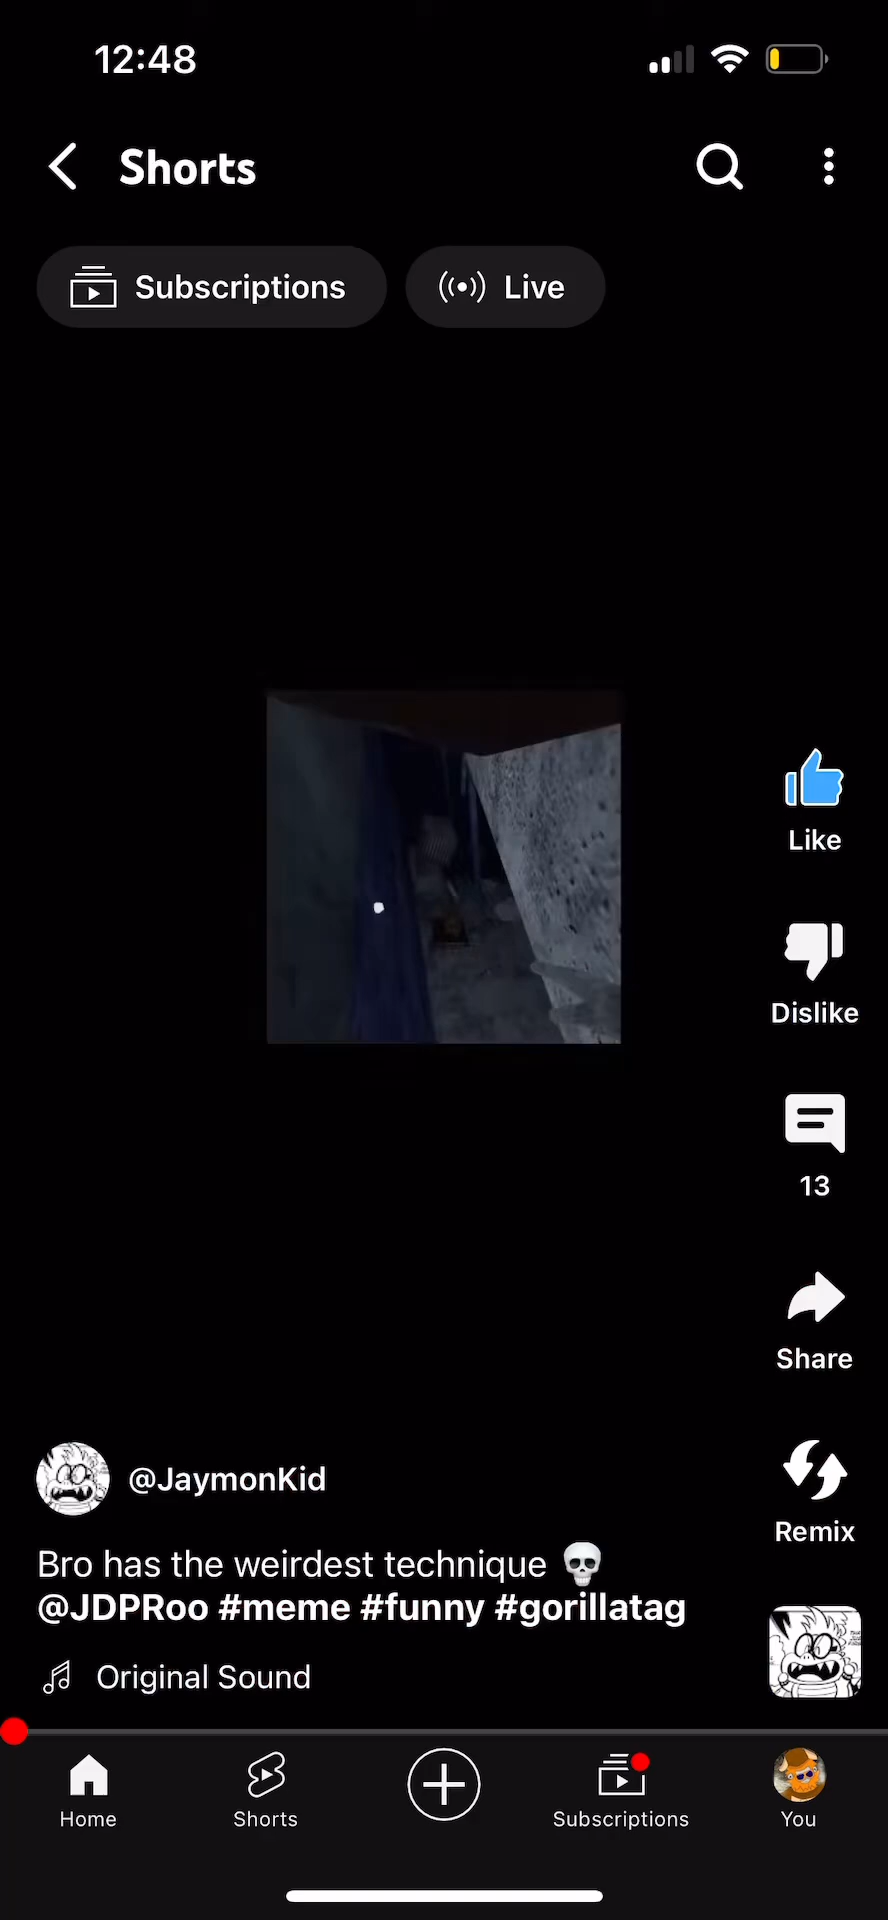 12:48
Shorts
Subscriptions
Live
Like
Dislike
13
Share
@JaymonKid
Remix
Bro has the weirdest technique 💀
@JDPRoo #meme #funny #gorillatag
Original Sound
Home
Shorts
Subscriptions
You